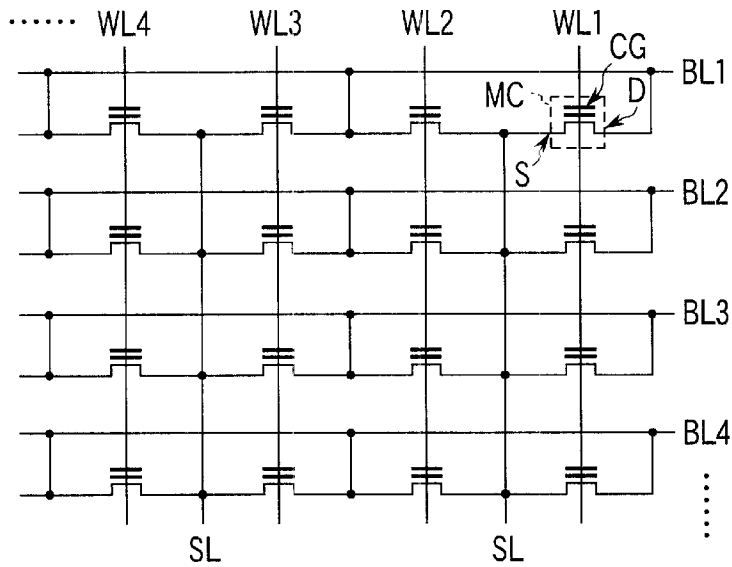 ...... WL4 WL3 WL2 WL1
CG
BL1
MC D
S
BL2
BL3
BL4
SL SL